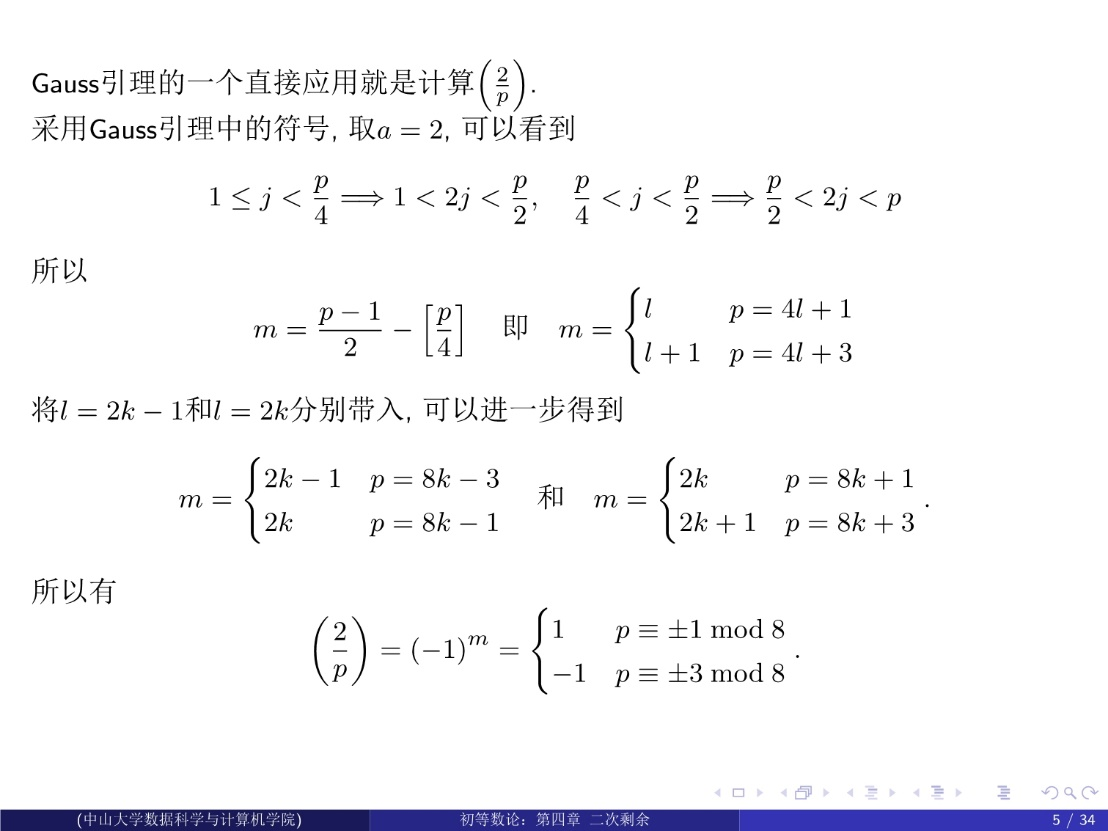 Gauss引理的一个直接应用就是计算(2/p).
采用Gauss引理中的符号, 取a = 2, 可以看到
1 ≤ j < p/4 ⟹ 1 < 2j < p/2, p/4 < j < p/2 ⟹ p/2 < 2j < p
所以
m = (p − 1)/2 − [p/4] 即 m = { l p = 4l + 1
l + 1 p = 4l + 3
将l = 2k − 1和l = 2k分别带入, 可以进一步得到
m = { 2k − 1 p = 8k − 3 和 m = { 2k p = 8k + 1
2k p = 8k − 1 2k + 1 p = 8k + 3 .
所以有
(2/p) = (−1)^m = { 1 p ≡ ±1 mod 8
−1 p ≡ ±3 mod 8 .
(中山大学数据科学与计算机学院) 初等数论：第四章 二次剩余 5 / 34